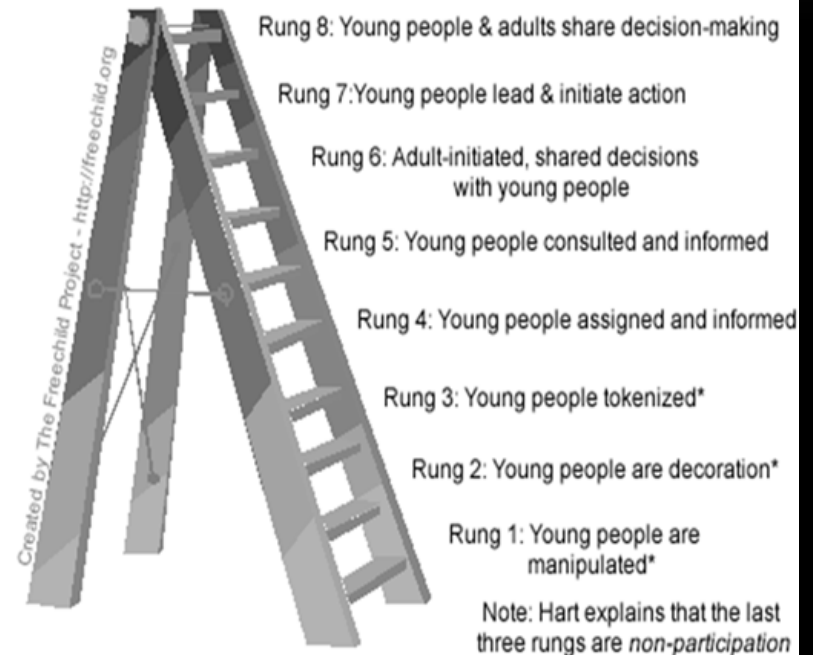 Rung 8: Young people & adults share decision-making
Rung 7:Young people lead & initiate action
Rung 6: Adult-initiated, shared decisions
with young people
Rung 5: Young people consulted and informed
Rung 4: Young people assigned and informed
Rung 3: Young people tokenized*
Rung 2: Young people are decoration*
Rung 1: Young people are
manipulated*
Note: Hart explains that the last
three rungs are non-participation
Created by The Freechild Project - http://freechild.org